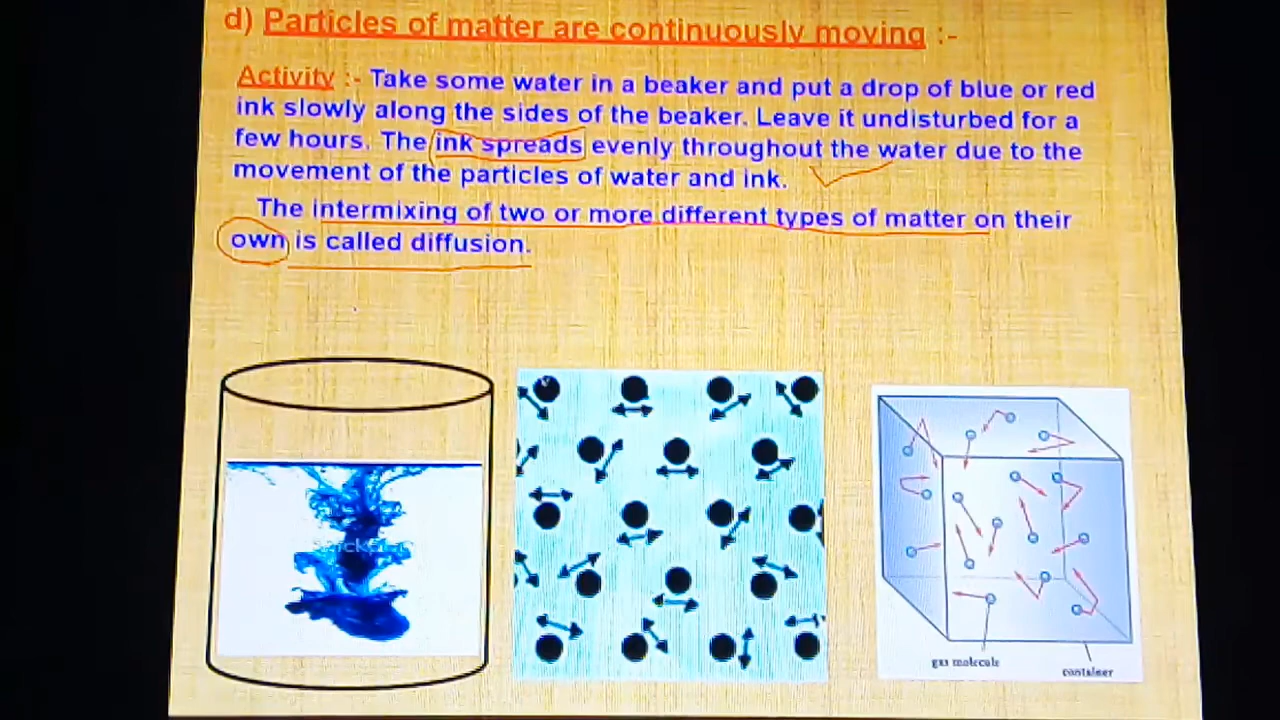 d) Particles of matter are continuously moving :-
Activity :- Take some water in a beaker and put a drop of blue or red
ink slowly along the sides of the beaker. Leave it undisturbed for a
few hours. The ink spreads evenly throughout the water due to the
movement of the particles of water and ink.
The intermixing of two or more different types of matter on their
own is called diffusion.
gas molecule
container